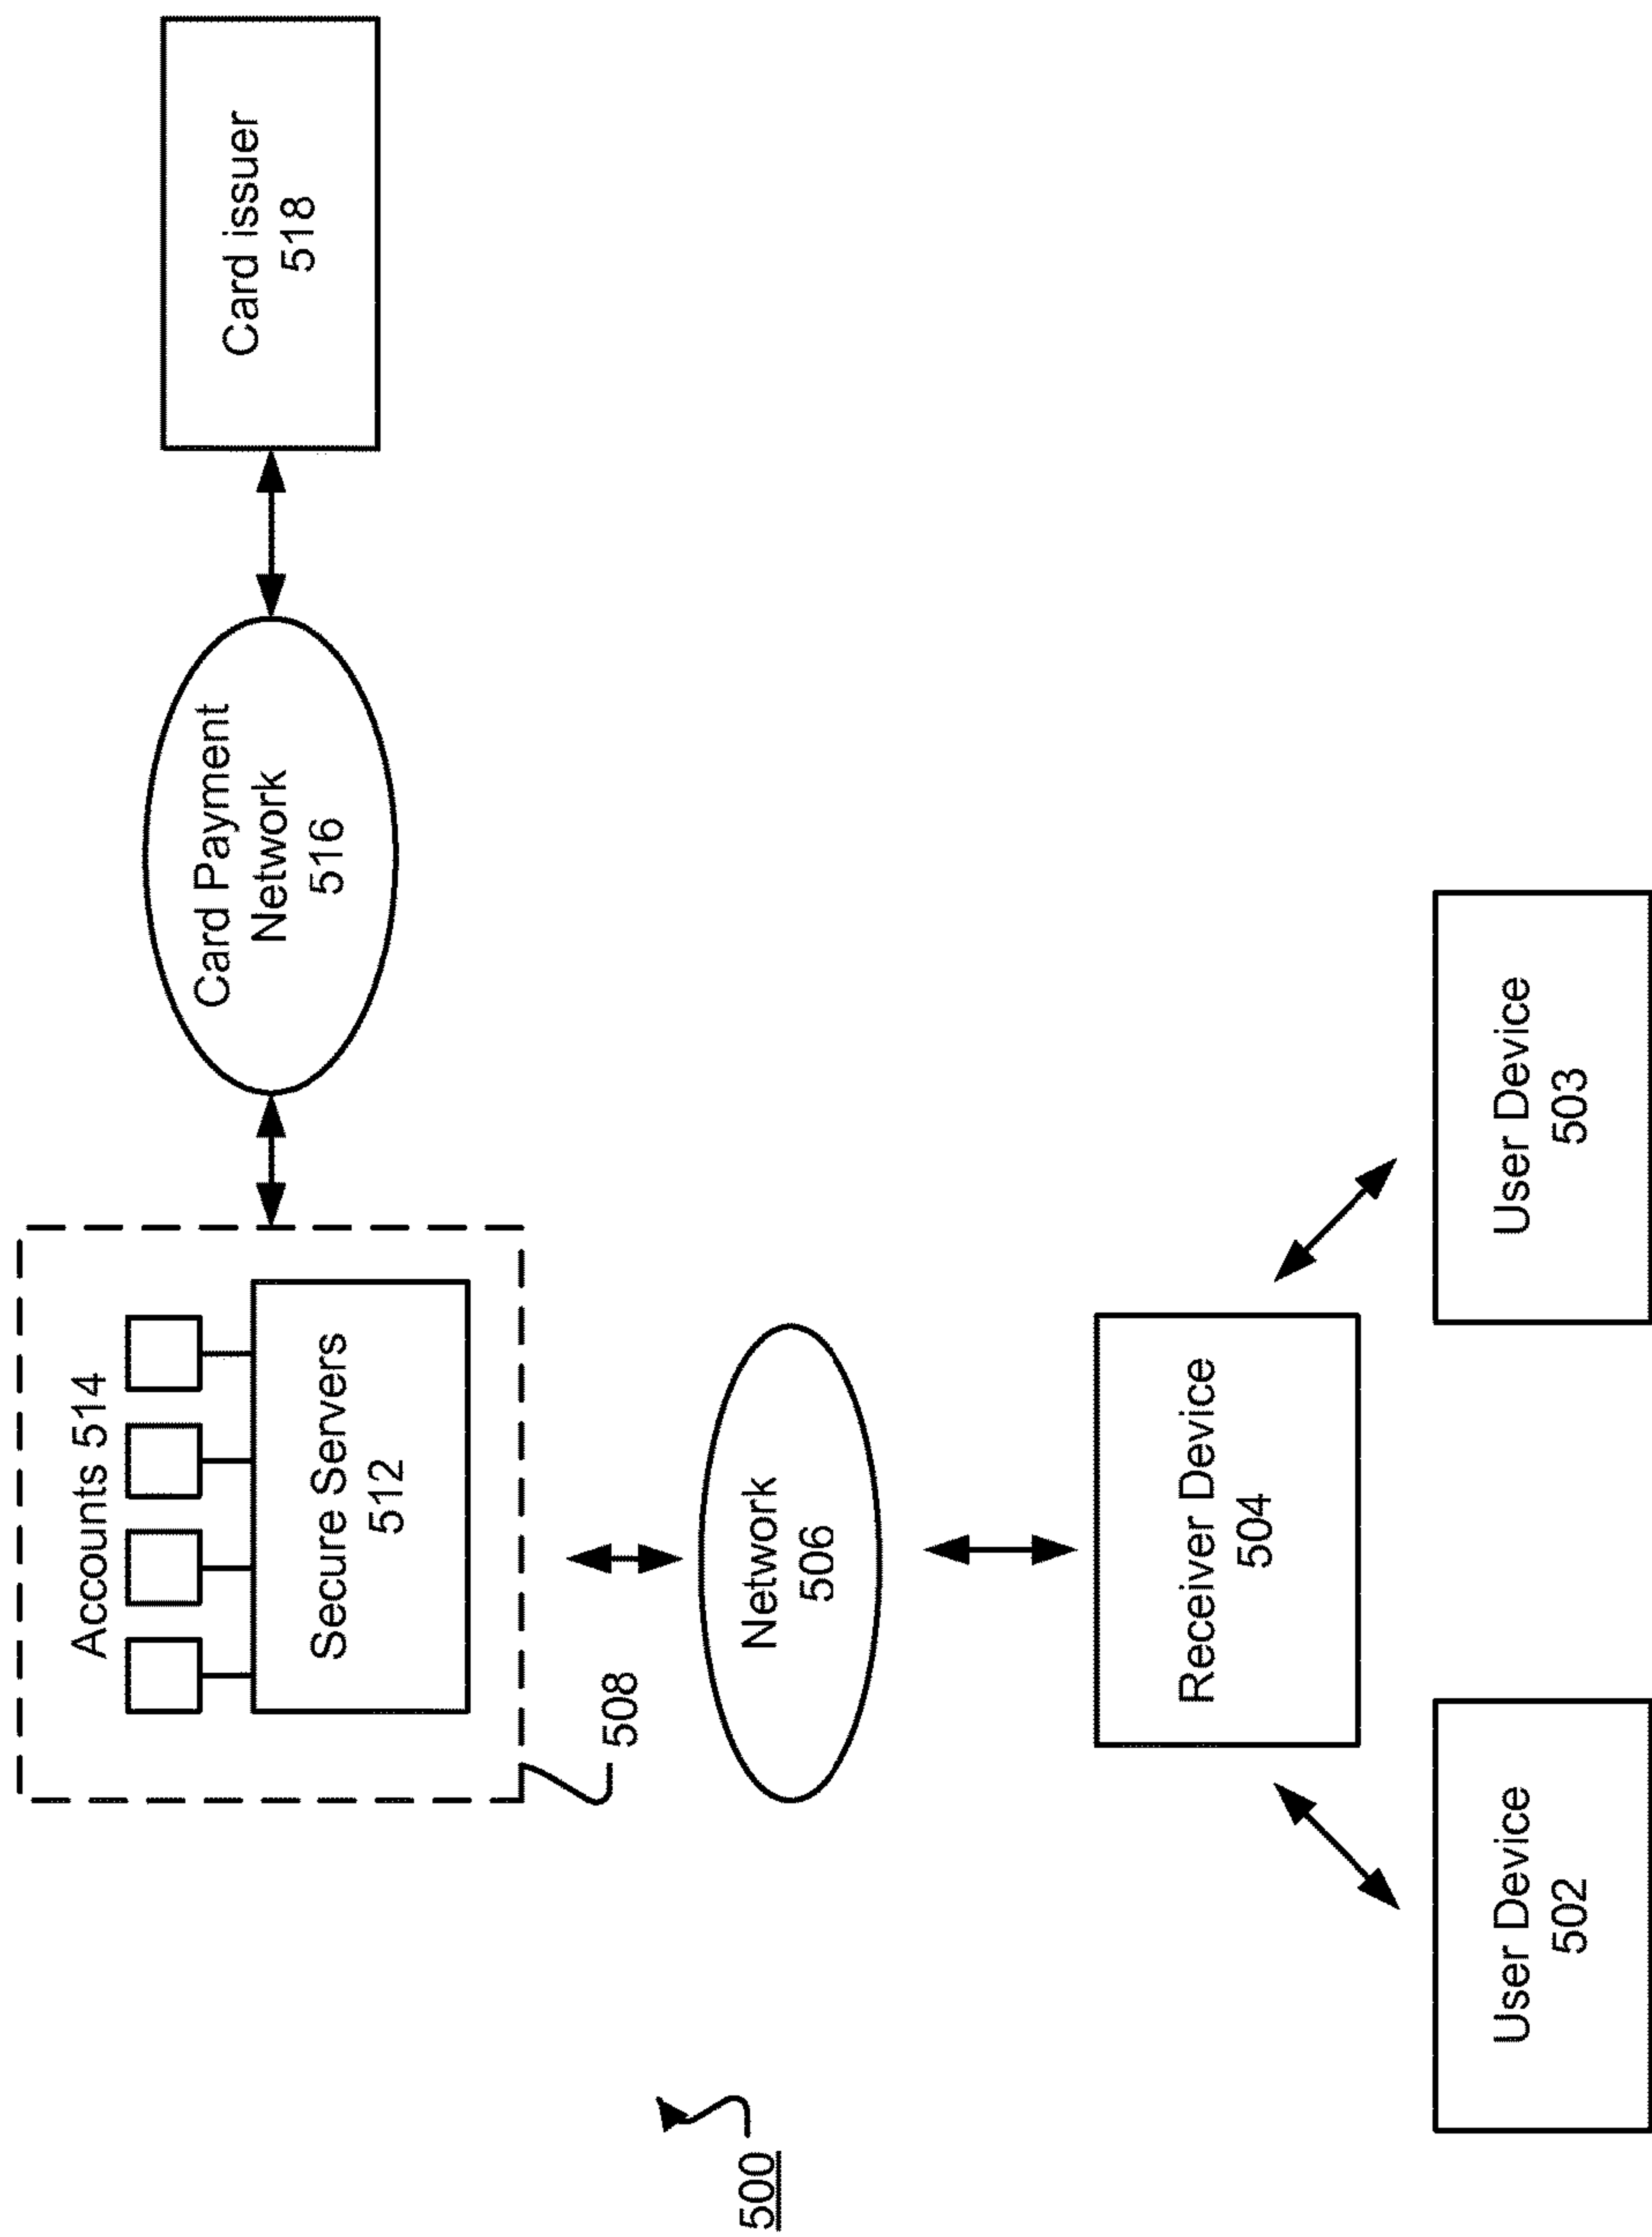 Accounts 514
Secure Servers
512
508
Card Payment
Network
516
Card issuer
518
Network
506
500
Receiver Device
504
User Device
502
User Device
503